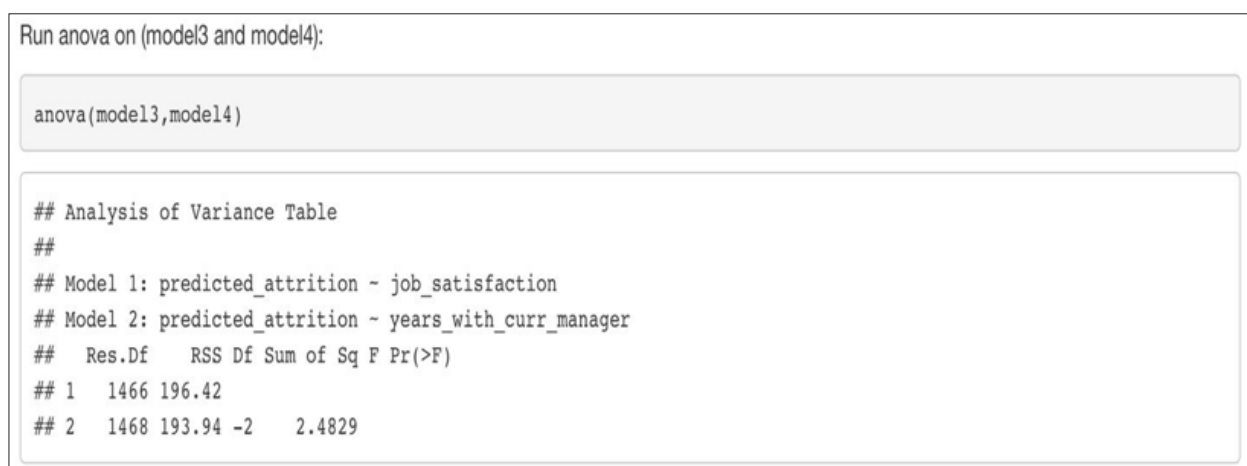 Run anova on (model3 and model4):
anova(model3,model4)
## Analysis of Variance Table
##
## Model 1: predicted_attrition ~ job_satisfaction
## Model 2: predicted_attrition ~ years_with_curr_manager
##   Res.Df    RSS Df Sum of Sq F Pr(>F)
## 1   1466 196.42
## 2   1468 193.94 -2    2.4829